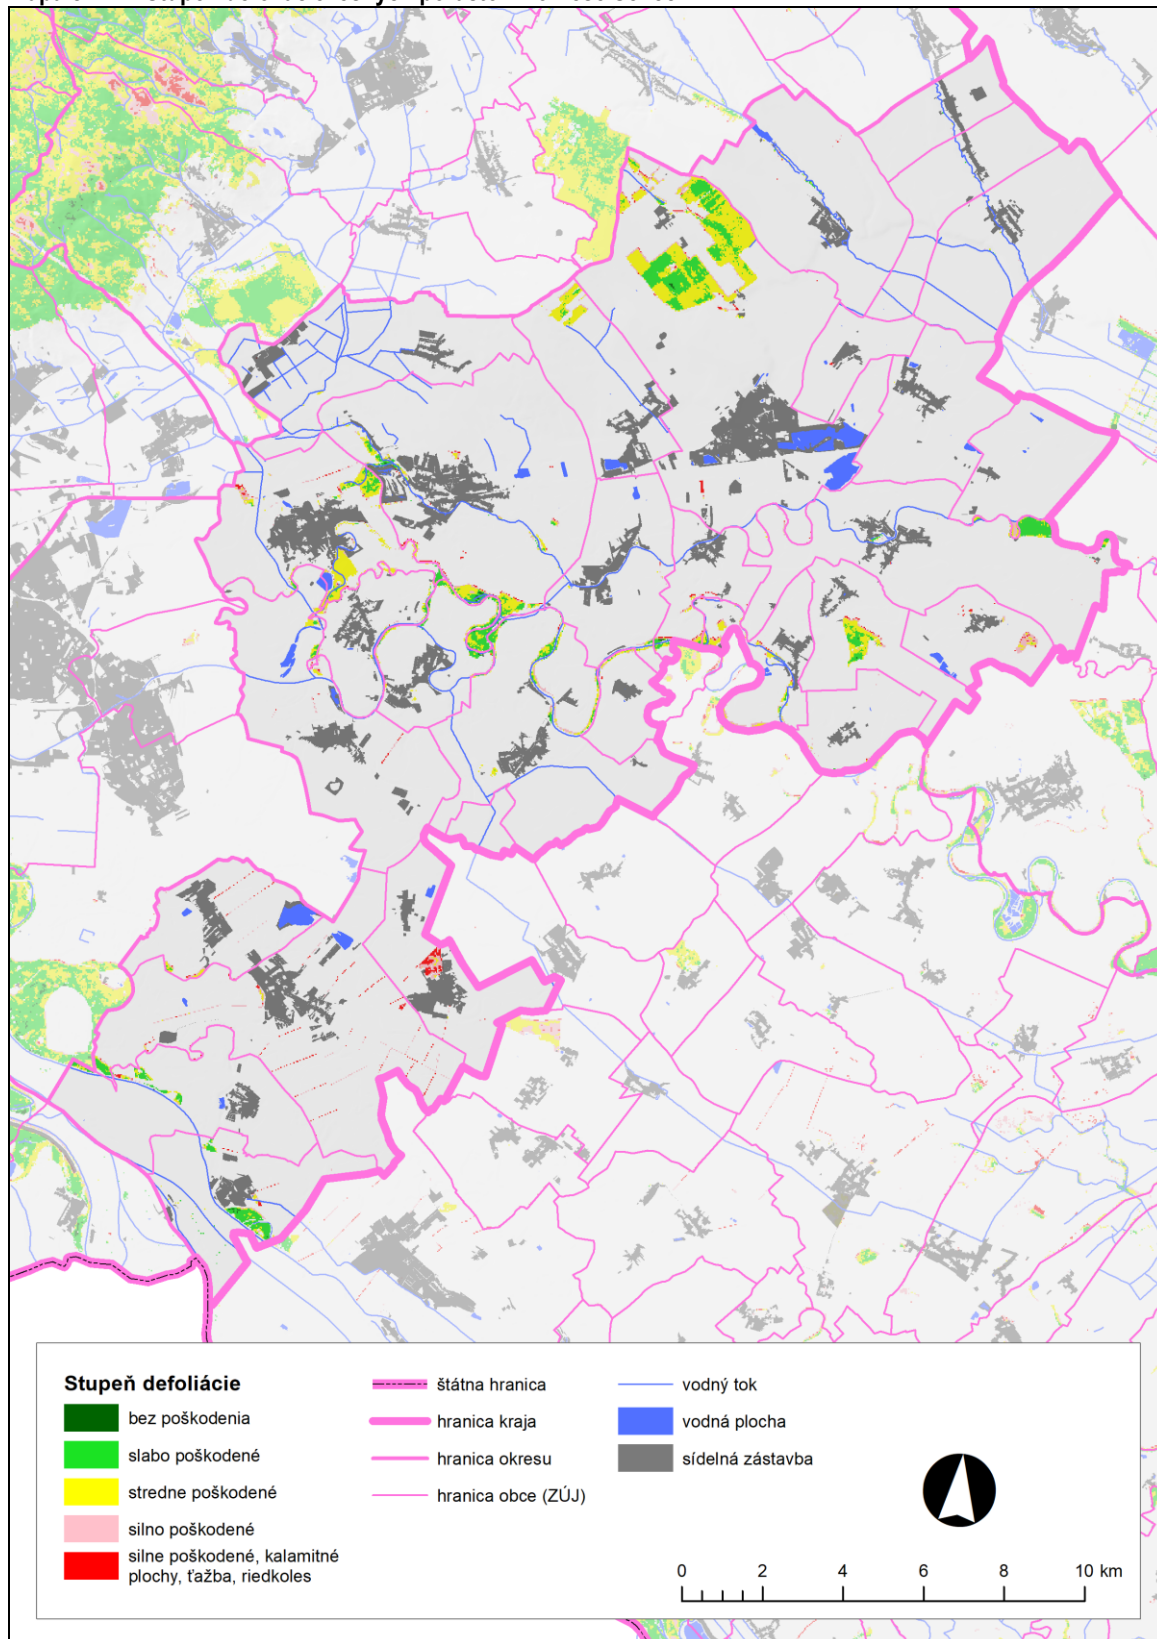 Stupeň defoliácie
bez poškodenia
slabo poškodené
stredne poškodené
silno poškodené
silne poškodené, kalamitné
plochy, ťažba, riedkoles
štátna hranica
hranica kraja
hranica okresu
hranica obce (ZÚJ)
vodný tok
vodná plocha
sídelná zástavba
0 2 4 6 8 10 km